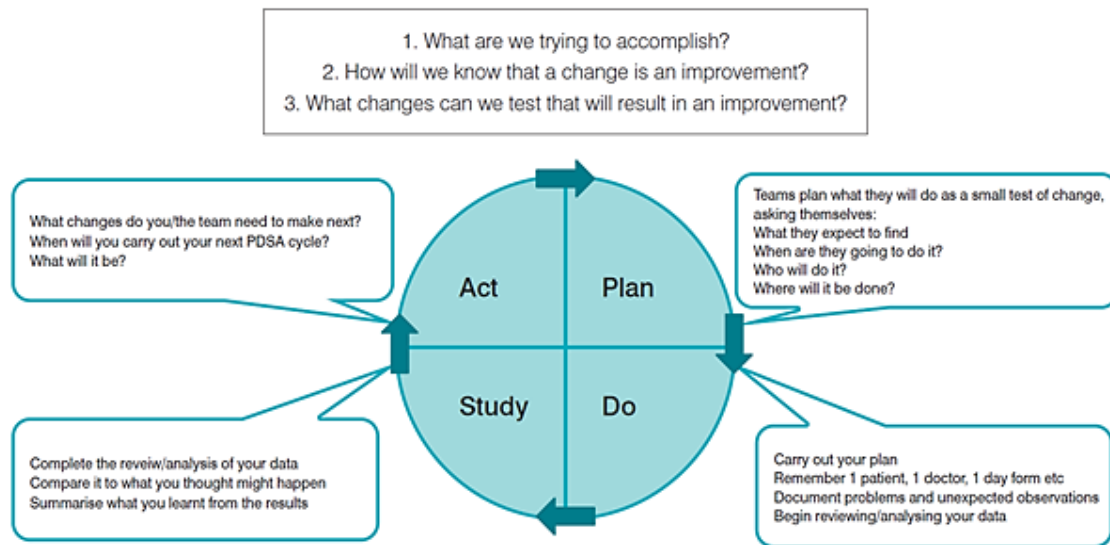 1. What are we trying to accomplish?
2. How will we know that a change is an improvement?
3. What changes can we test that will result in an improvement?
What changes do you/the team need to make next?
When will you carry out your next PDSA cycle?
What will it be?
Teams plan what they will do as a small test of change,
asking themselves:
What they expect to find
When are they going to do it?
Who will do it?
Where will it be done?
Act
Plan
Study
Do
Complete the reveiw/analysis of your data
Compare it to what you thought might happen
Summarise what you learnt from the results
Carry out your plan
Remember 1 patient, 1 doctor, 1 day form etc
Document problems and unexpected observations
Begin reviewing/analysing your data